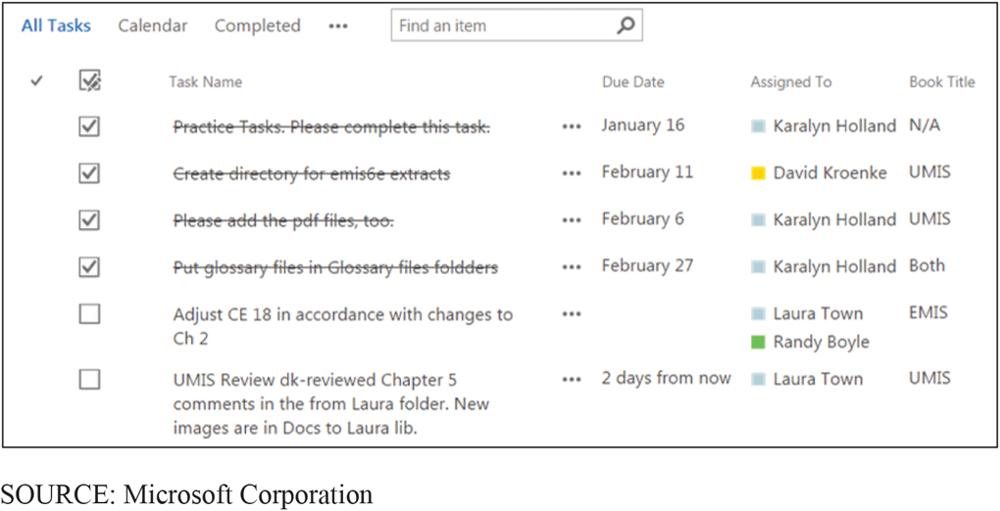 All Tasks Calendar Completed ••• Find an item
Task Name Due Date Assigned To Book Title
Practice Tasks. Please complete this task. ••• January 16 Karalyn Holland N/A
Create directory for emis6e extracts ••• February 11 David Kroenke UMIS
Please add the pdf files, too. ••• February 6 Karalyn Holland UMIS
Put glossary files in Glossary files foldders ••• February 27 Karalyn Holland Both
Adjust CE 18 in accordance with changes to ••• Laura Town EMIS
Ch 2 Randy Boyle
UMIS Review dk-reviewed Chapter 5 ••• 2 days from now Laura Town UMIS
comments in the from Laura folder. New
images are in Docs to Laura lib.
SOURCE: Microsoft Corporation